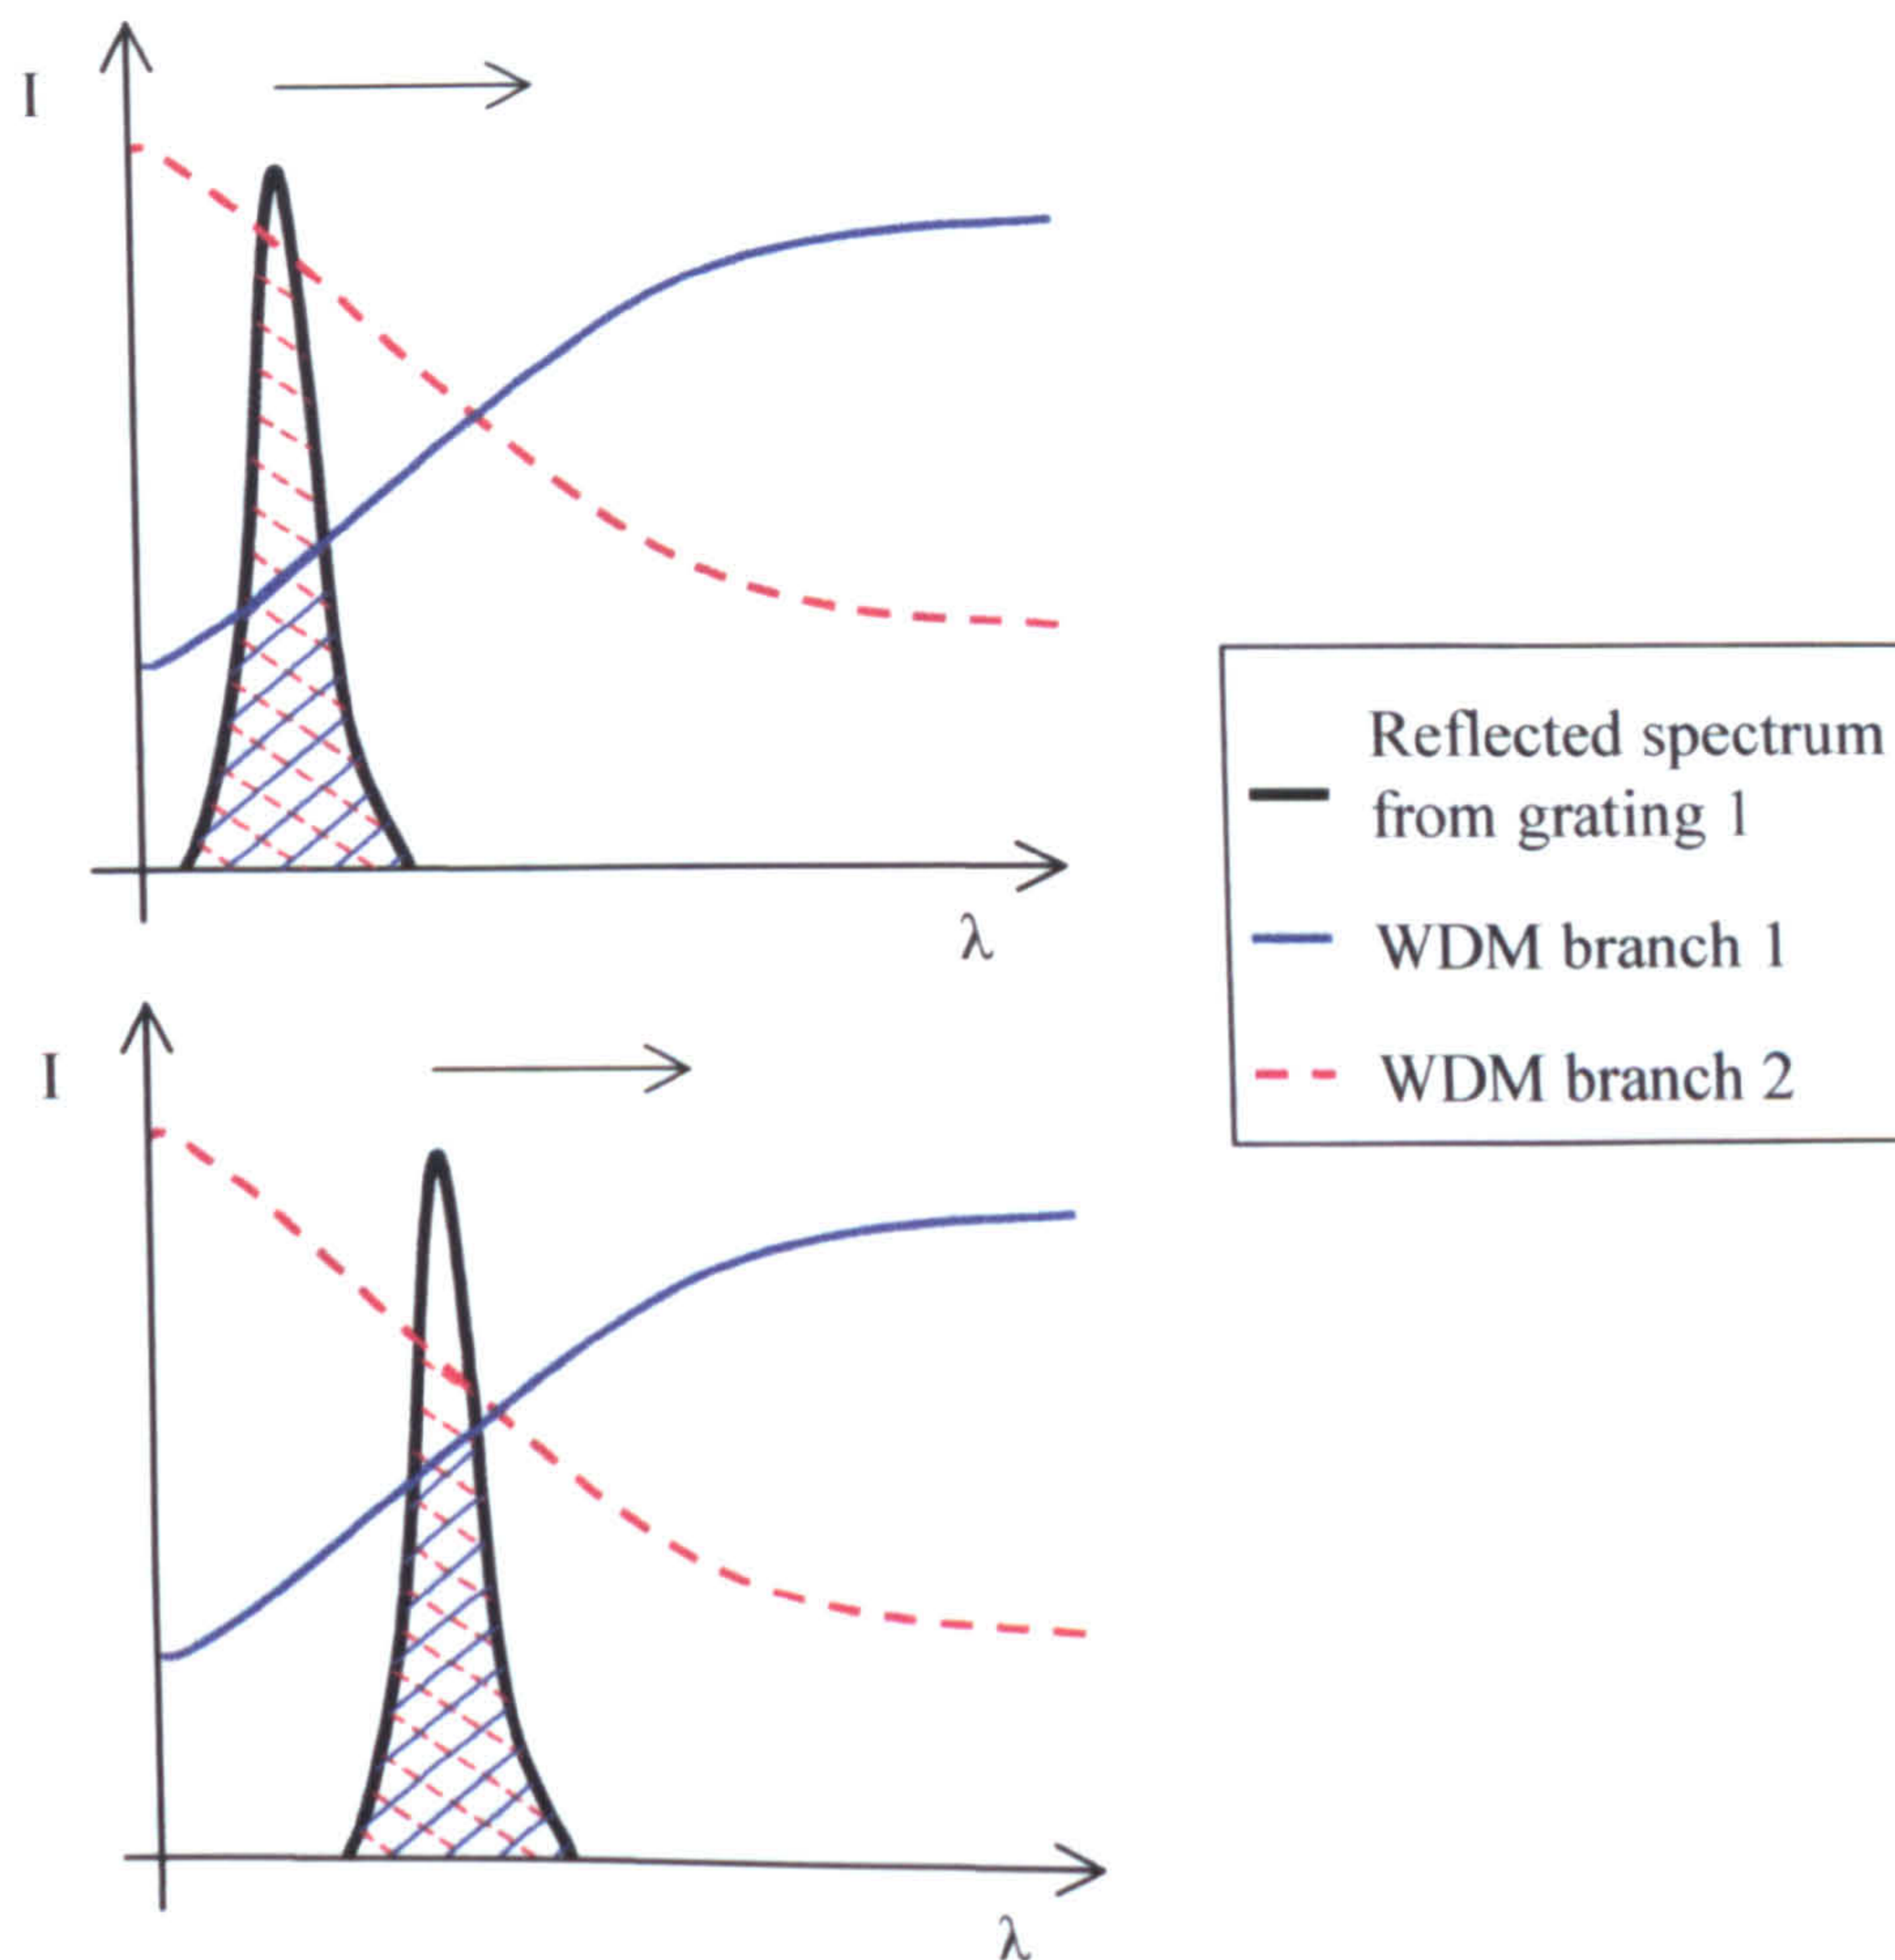 I
λ
Reflected spectrum
from grating 1
WDM branch 1
WDM branch 2
I
λ